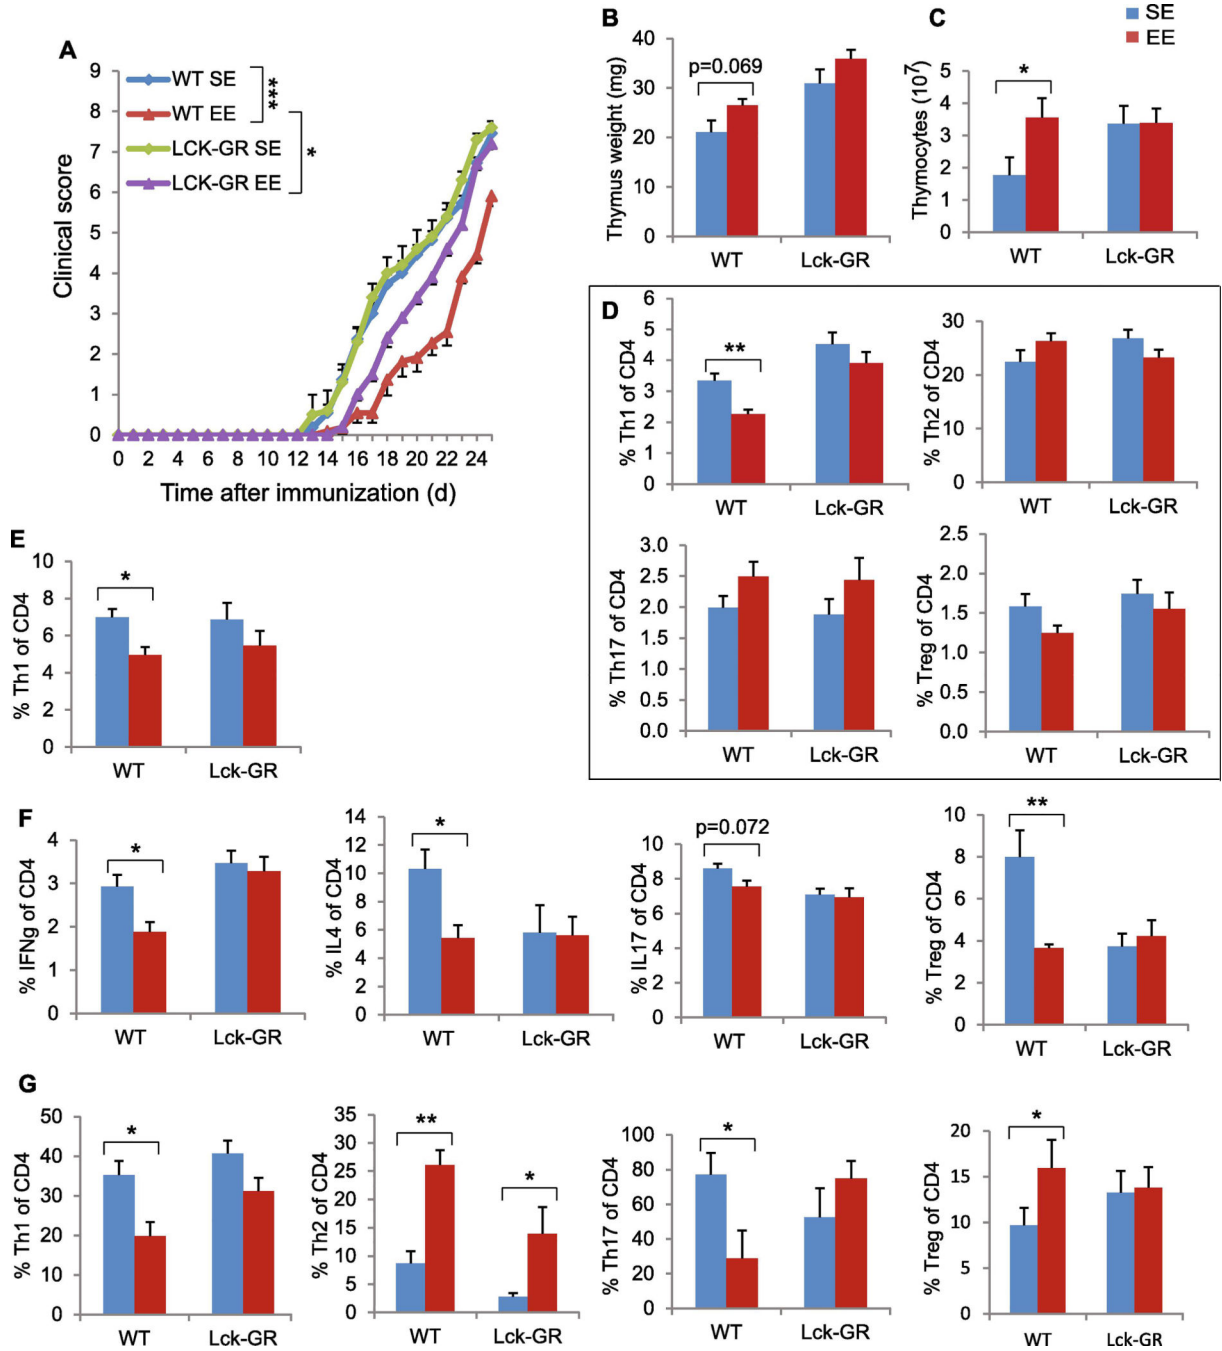 A
WT SE
WT EE
LCK-GR SE
LCK-GR EE
***
*
Clinical score
9
8
7
6
5
4
3
2
1
0
0 2 4 6 8 10 12 14 16 18 20 22 24
Time after immunization (d)
B
Thymus weight (mg)
40
30
20
10
0
p=0.069
WT Lck-GR
C
SE
EE
Thymocytes (10⁷)
5
4
3
2
1
0
*
WT Lck-GR
D
% Th1 of CD4
6
5
4
3
2
1
0
**
WT Lck-GR
% Th2 of CD4
30
20
10
0
WT Lck-GR
% Th17 of CD4
3.0
2.5
2.0
1.5
1.0
0.5
0.0
WT Lck-GR
% Treg of CD4
2.5
2.0
1.5
1.0
0.5
0.0
WT Lck-GR
E
% Th1 of CD4
10
8
6
4
2
0
*
WT Lck-GR
F
% IFNg of CD4
4
3
2
1
0
*
WT Lck-GR
% IL4 of CD4
14
12
10
8
6
4
2
0
*
WT Lck-GR
% IL17 of CD4
10
8
6
4
2
0
p=0.072
WT Lck-GR
% Treg of CD4
10
8
6
4
2
0
**
WT Lck-GR
G
% Th1 of CD4
50
40
30
20
10
0
*
WT Lck-GR
% Th2 of CD4
35
30
25
20
15
10
5
0
**
*
WT Lck-GR
% Th17 of CD4
100
80
60
40
20
0
*
WT Lck-GR
% Treg of CD4
20
15
10
5
0
*
WT Lck-GR